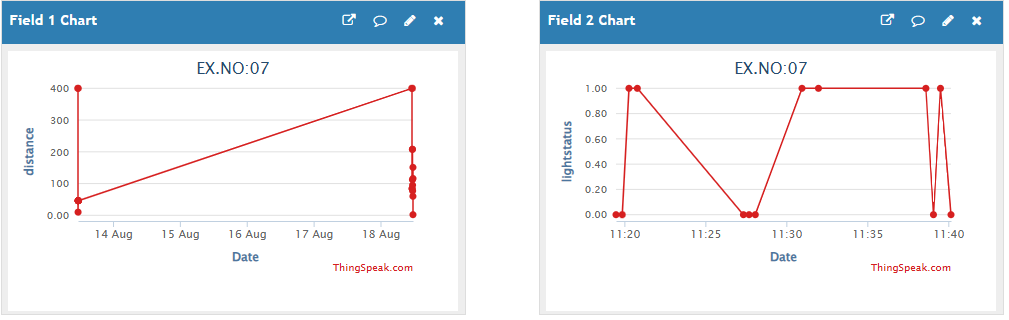 Field 1 Chart
EX.NO:07
distance
400
300
200
100
0.00
14 Aug
15 Aug
16 Aug
17 Aug
18 Aug
Date
ThingSpeak.com
Field 2 Chart
EX.NO:07
lightstatus
1.00
0.80
0.60
0.40
0.20
0.00
11:20
11:25
11:30
11:35
11:40
Date
ThingSpeak.com